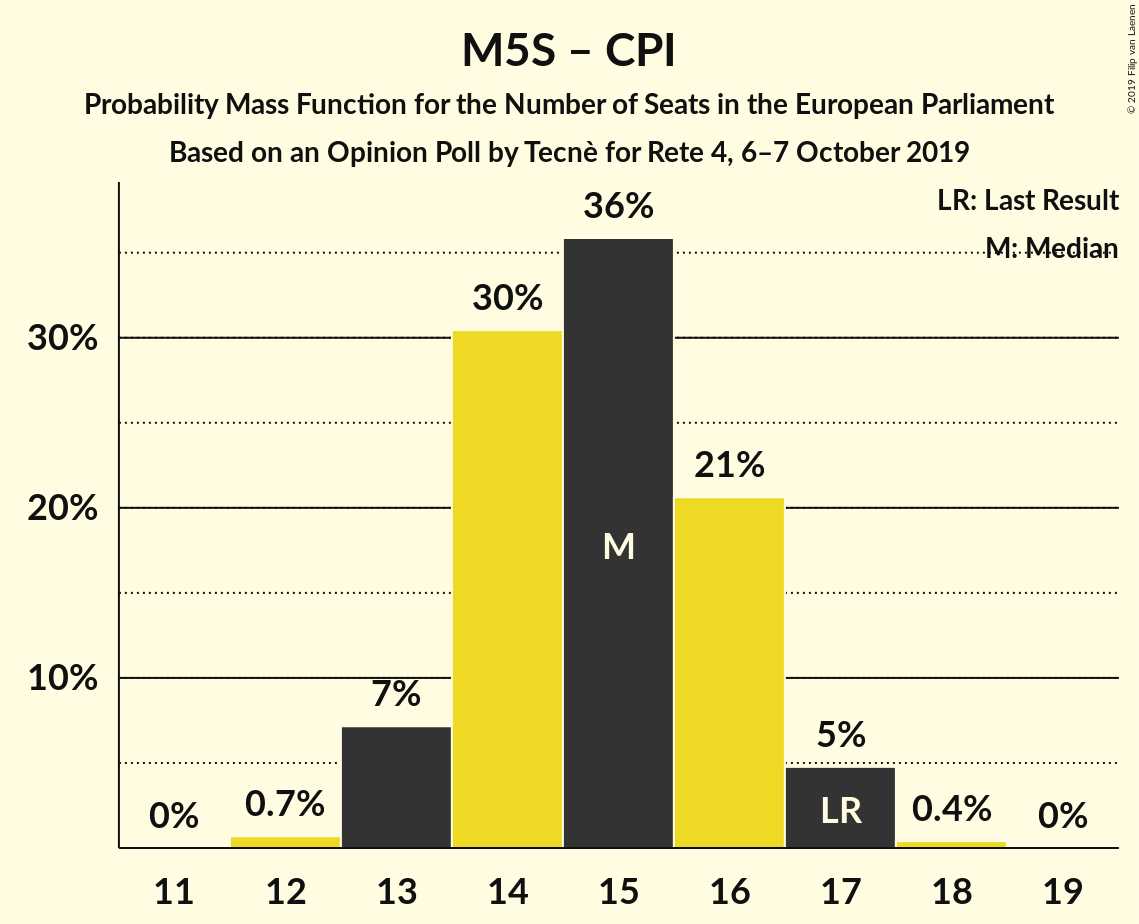 M5S – CPI
Probability Mass Function for the Number of Seats in the European Parliament
Based on an Opinion Poll by Tecnè for Rete 4, 6–7 October 2019
© 2019 Filip van Laenen
LR: Last Result
M: Median
36%
30%
30%
21%
20%
M
10%
7%
5%
0%
0.7%
LR
0.4%
0%
11 12 13 14 15 16 17 18 19